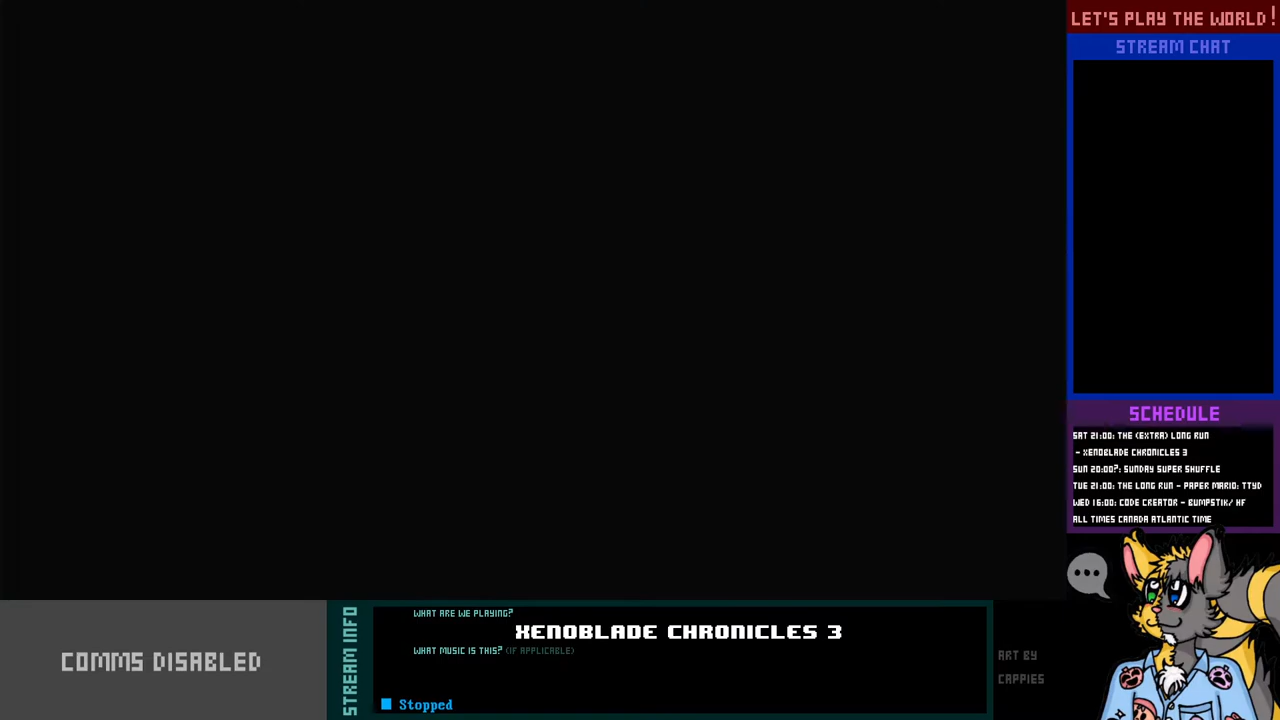 LET'S PLAY THE WORLD!
STREAM CHAT
SCHEDULE
SAT 21:00: THE (EXTRA) LONG RUN
- XENOBLADE CHRONICLES 3
SUN 20:00?: SUNDAY SUPER SHUFFLE
TUE 21:00: THE LONG RUN - PAPER MARIO: TTYD
WED 16:00: CODE CREATOR - BUMPSTIK/ HF
ALL TIMES CANADA ATLANTIC TIME
COMMS DISABLED
STREAM INFO
WHAT ARE WE PLAYING?
XENOBLADE CHRONICLES 3
WHAT MUSIC IS THIS? (IF APPLICABLE)
Stopped
ART BY
CAPPIES